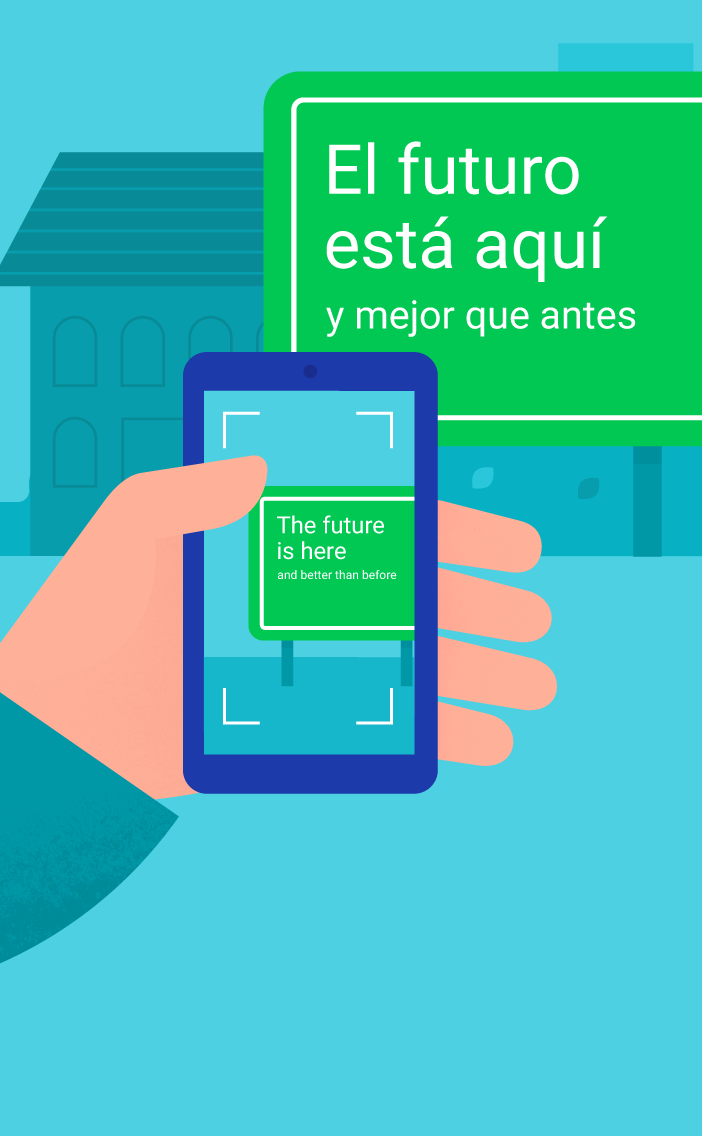 El futuro
está aquí
y mejor que antes
The future
is here
and better than before